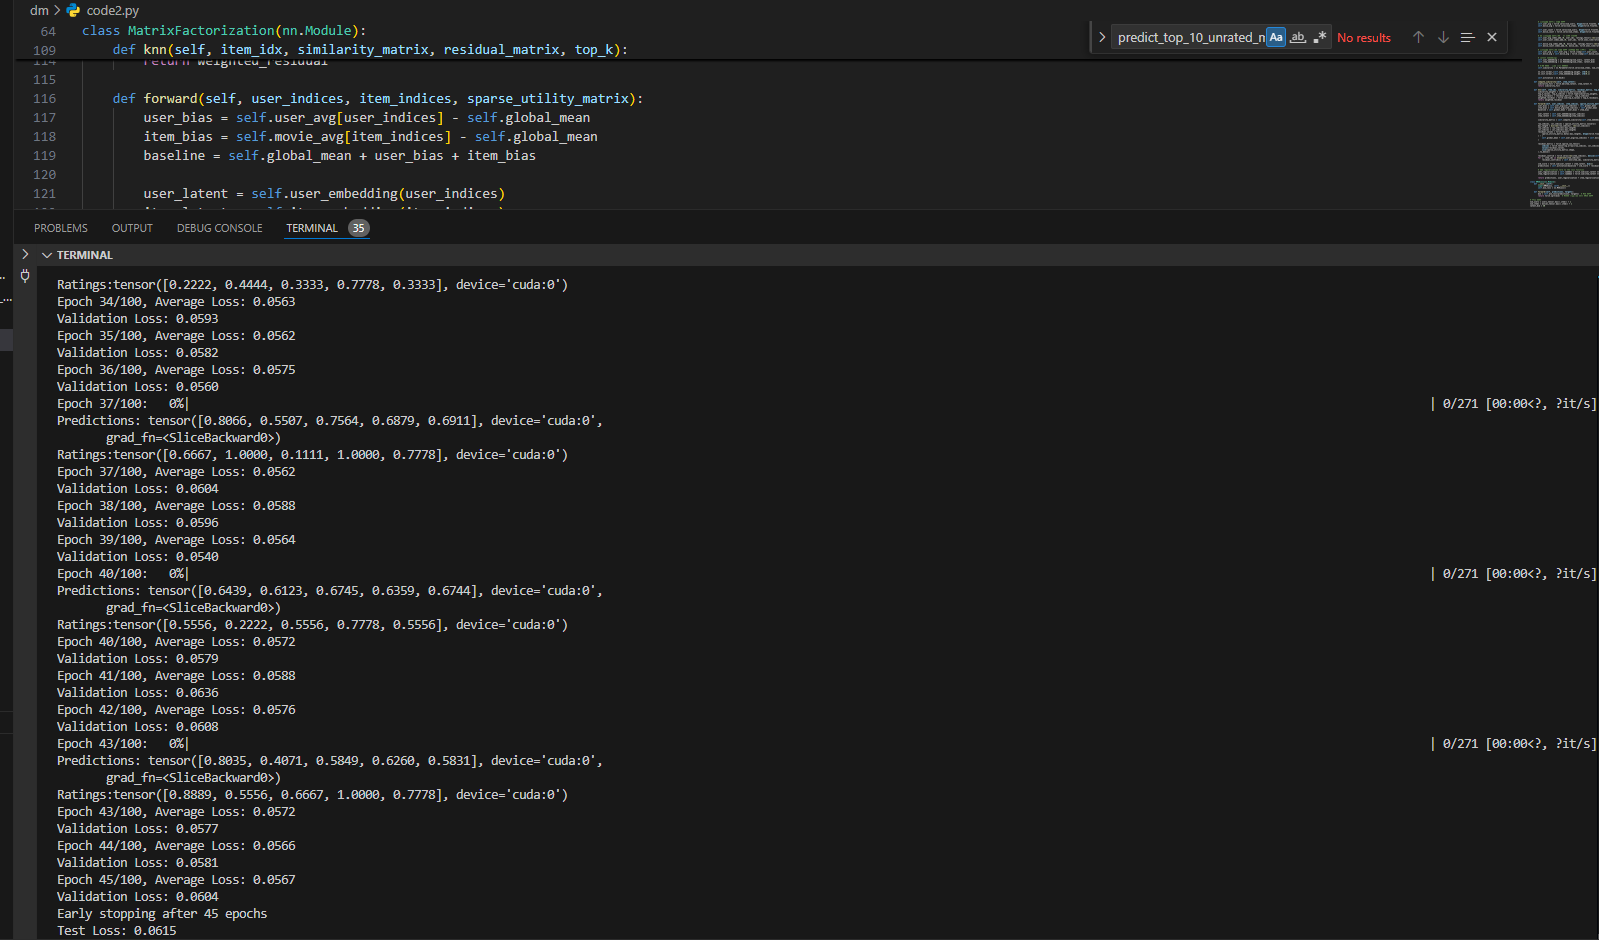 dm > code2.py
64 class MatrixFactorization(nn.Module):
109 def knn(self, item_idx, similarity_matrix, residual_matrix, top_k):
predict_top_10_unrated_n Aa ab .* No results
114 return weighted_residual
115
116 def forward(self, user_indices, item_indices, sparse_utility_matrix):
117 user_bias = self.user_avg[user_indices] - self.global_mean
118 item_bias = self.movie_avg[item_indices] - self.global_mean
119 baseline = self.global_mean + user_bias + item_bias
120
121 user_latent = self.user_embedding(user_indices)
PROBLEMS OUTPUT DEBUG CONSOLE TERMINAL 35
TERMINAL
Ratings:tensor([0.2222, 0.4444, 0.3333, 0.7778, 0.3333], device='cuda:0')
Epoch 34/100, Average Loss: 0.0563
Validation Loss: 0.0593
Epoch 35/100, Average Loss: 0.0562
Validation Loss: 0.0582
Epoch 36/100, Average Loss: 0.0575
Validation Loss: 0.0560
Epoch 37/100: 0%| | 0/271 [00:00<?, ?it/s]
Predictions: tensor([0.8066, 0.5507, 0.7564, 0.6879, 0.6911], device='cuda:0',
grad_fn=<SliceBackward0>)
Ratings:tensor([0.6667, 1.0000, 0.1111, 1.0000, 0.7778], device='cuda:0')
Epoch 37/100, Average Loss: 0.0562
Validation Loss: 0.0604
Epoch 38/100, Average Loss: 0.0588
Validation Loss: 0.0596
Epoch 39/100, Average Loss: 0.0564
Validation Loss: 0.0540
Epoch 40/100: 0%| | 0/271 [00:00<?, ?it/s]
Predictions: tensor([0.6439, 0.6123, 0.6745, 0.6359, 0.6744], device='cuda:0',
grad_fn=<SliceBackward0>)
Ratings:tensor([0.5556, 0.2222, 0.5556, 0.7778, 0.5556], device='cuda:0')
Epoch 40/100, Average Loss: 0.0572
Validation Loss: 0.0579
Epoch 41/100, Average Loss: 0.0588
Validation Loss: 0.0636
Epoch 42/100, Average Loss: 0.0576
Validation Loss: 0.0608
Epoch 43/100: 0%| | 0/271 [00:00<?, ?it/s]
Predictions: tensor([0.8035, 0.4071, 0.5849, 0.6260, 0.5831], device='cuda:0',
grad_fn=<SliceBackward0>)
Ratings:tensor([0.8889, 0.5556, 0.6667, 1.0000, 0.7778], device='cuda:0')
Epoch 43/100, Average Loss: 0.0572
Validation Loss: 0.0577
Epoch 44/100, Average Loss: 0.0566
Validation Loss: 0.0581
Epoch 45/100, Average Loss: 0.0567
Validation Loss: 0.0604
Early stopping after 45 epochs
Test Loss: 0.0615